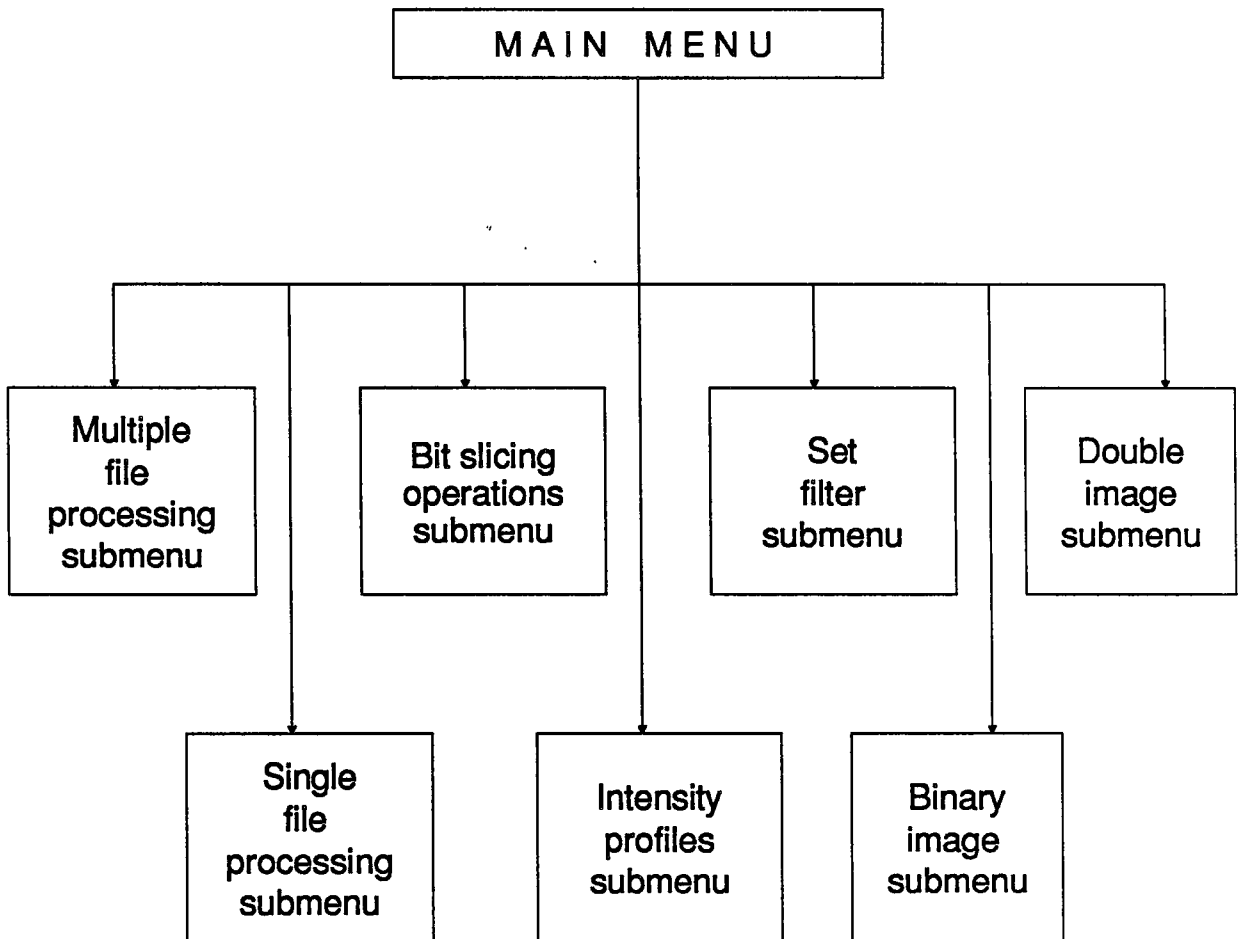 MAIN MENU
Multiple
file
processing
submenu
Bit slicing
operations
submenu
Set
filter
submenu
Double
image
submenu
Single
file
processing
submenu
Intensity
profiles
submenu
Binary
image
submenu